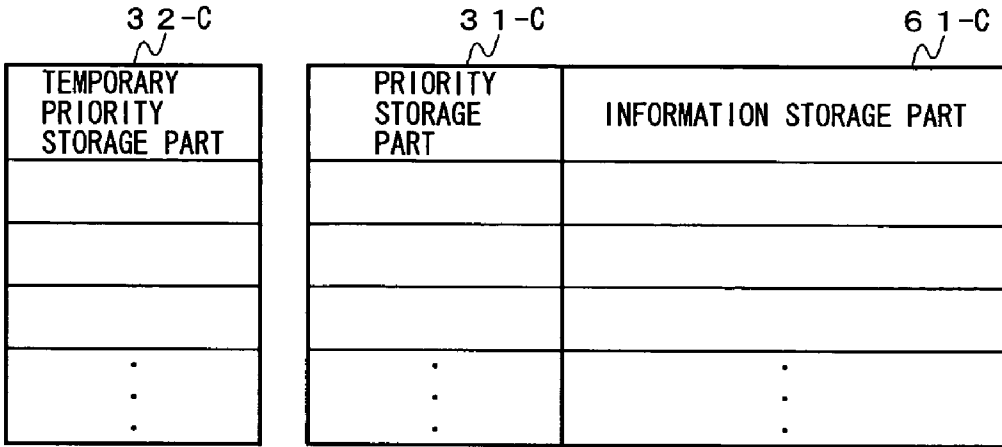 32-C
31-C
61-C
TEMPORARY
PRIORITY
STORAGE PART
PRIORITY
STORAGE
PART
INFORMATION STORAGE PART